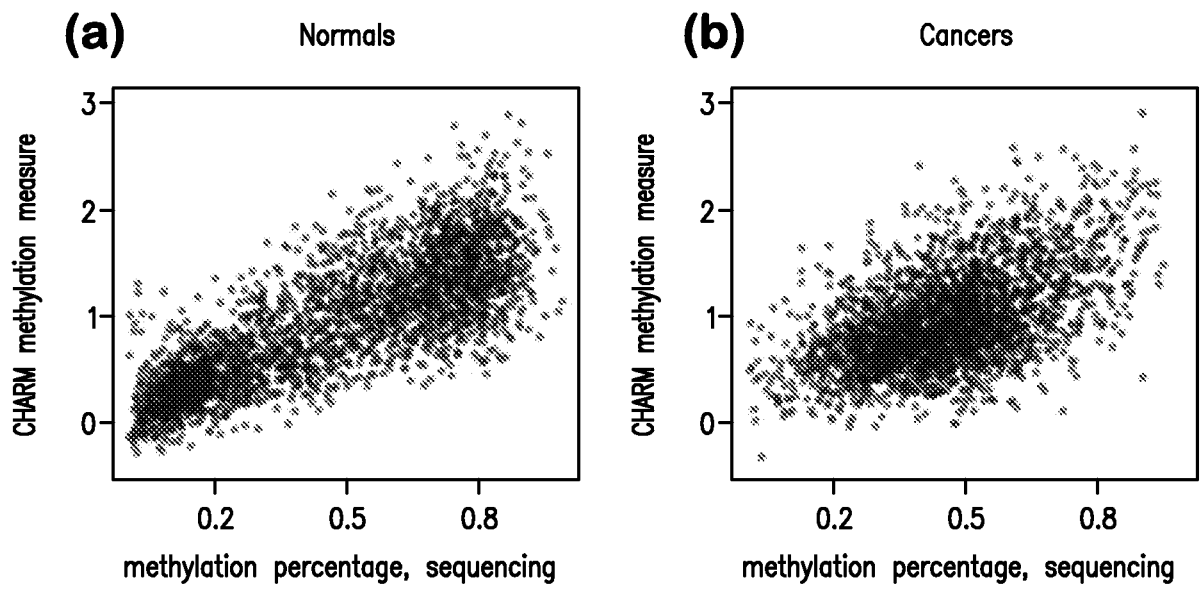 (a) Normals
3
2
1
0
CHARM methylation measure
0.2 0.5 0.8
methylation percentage, sequencing
(b) Cancers
3
2
1
0
CHARM methylation measure
0.2 0.5 0.8
methylation percentage, sequencing